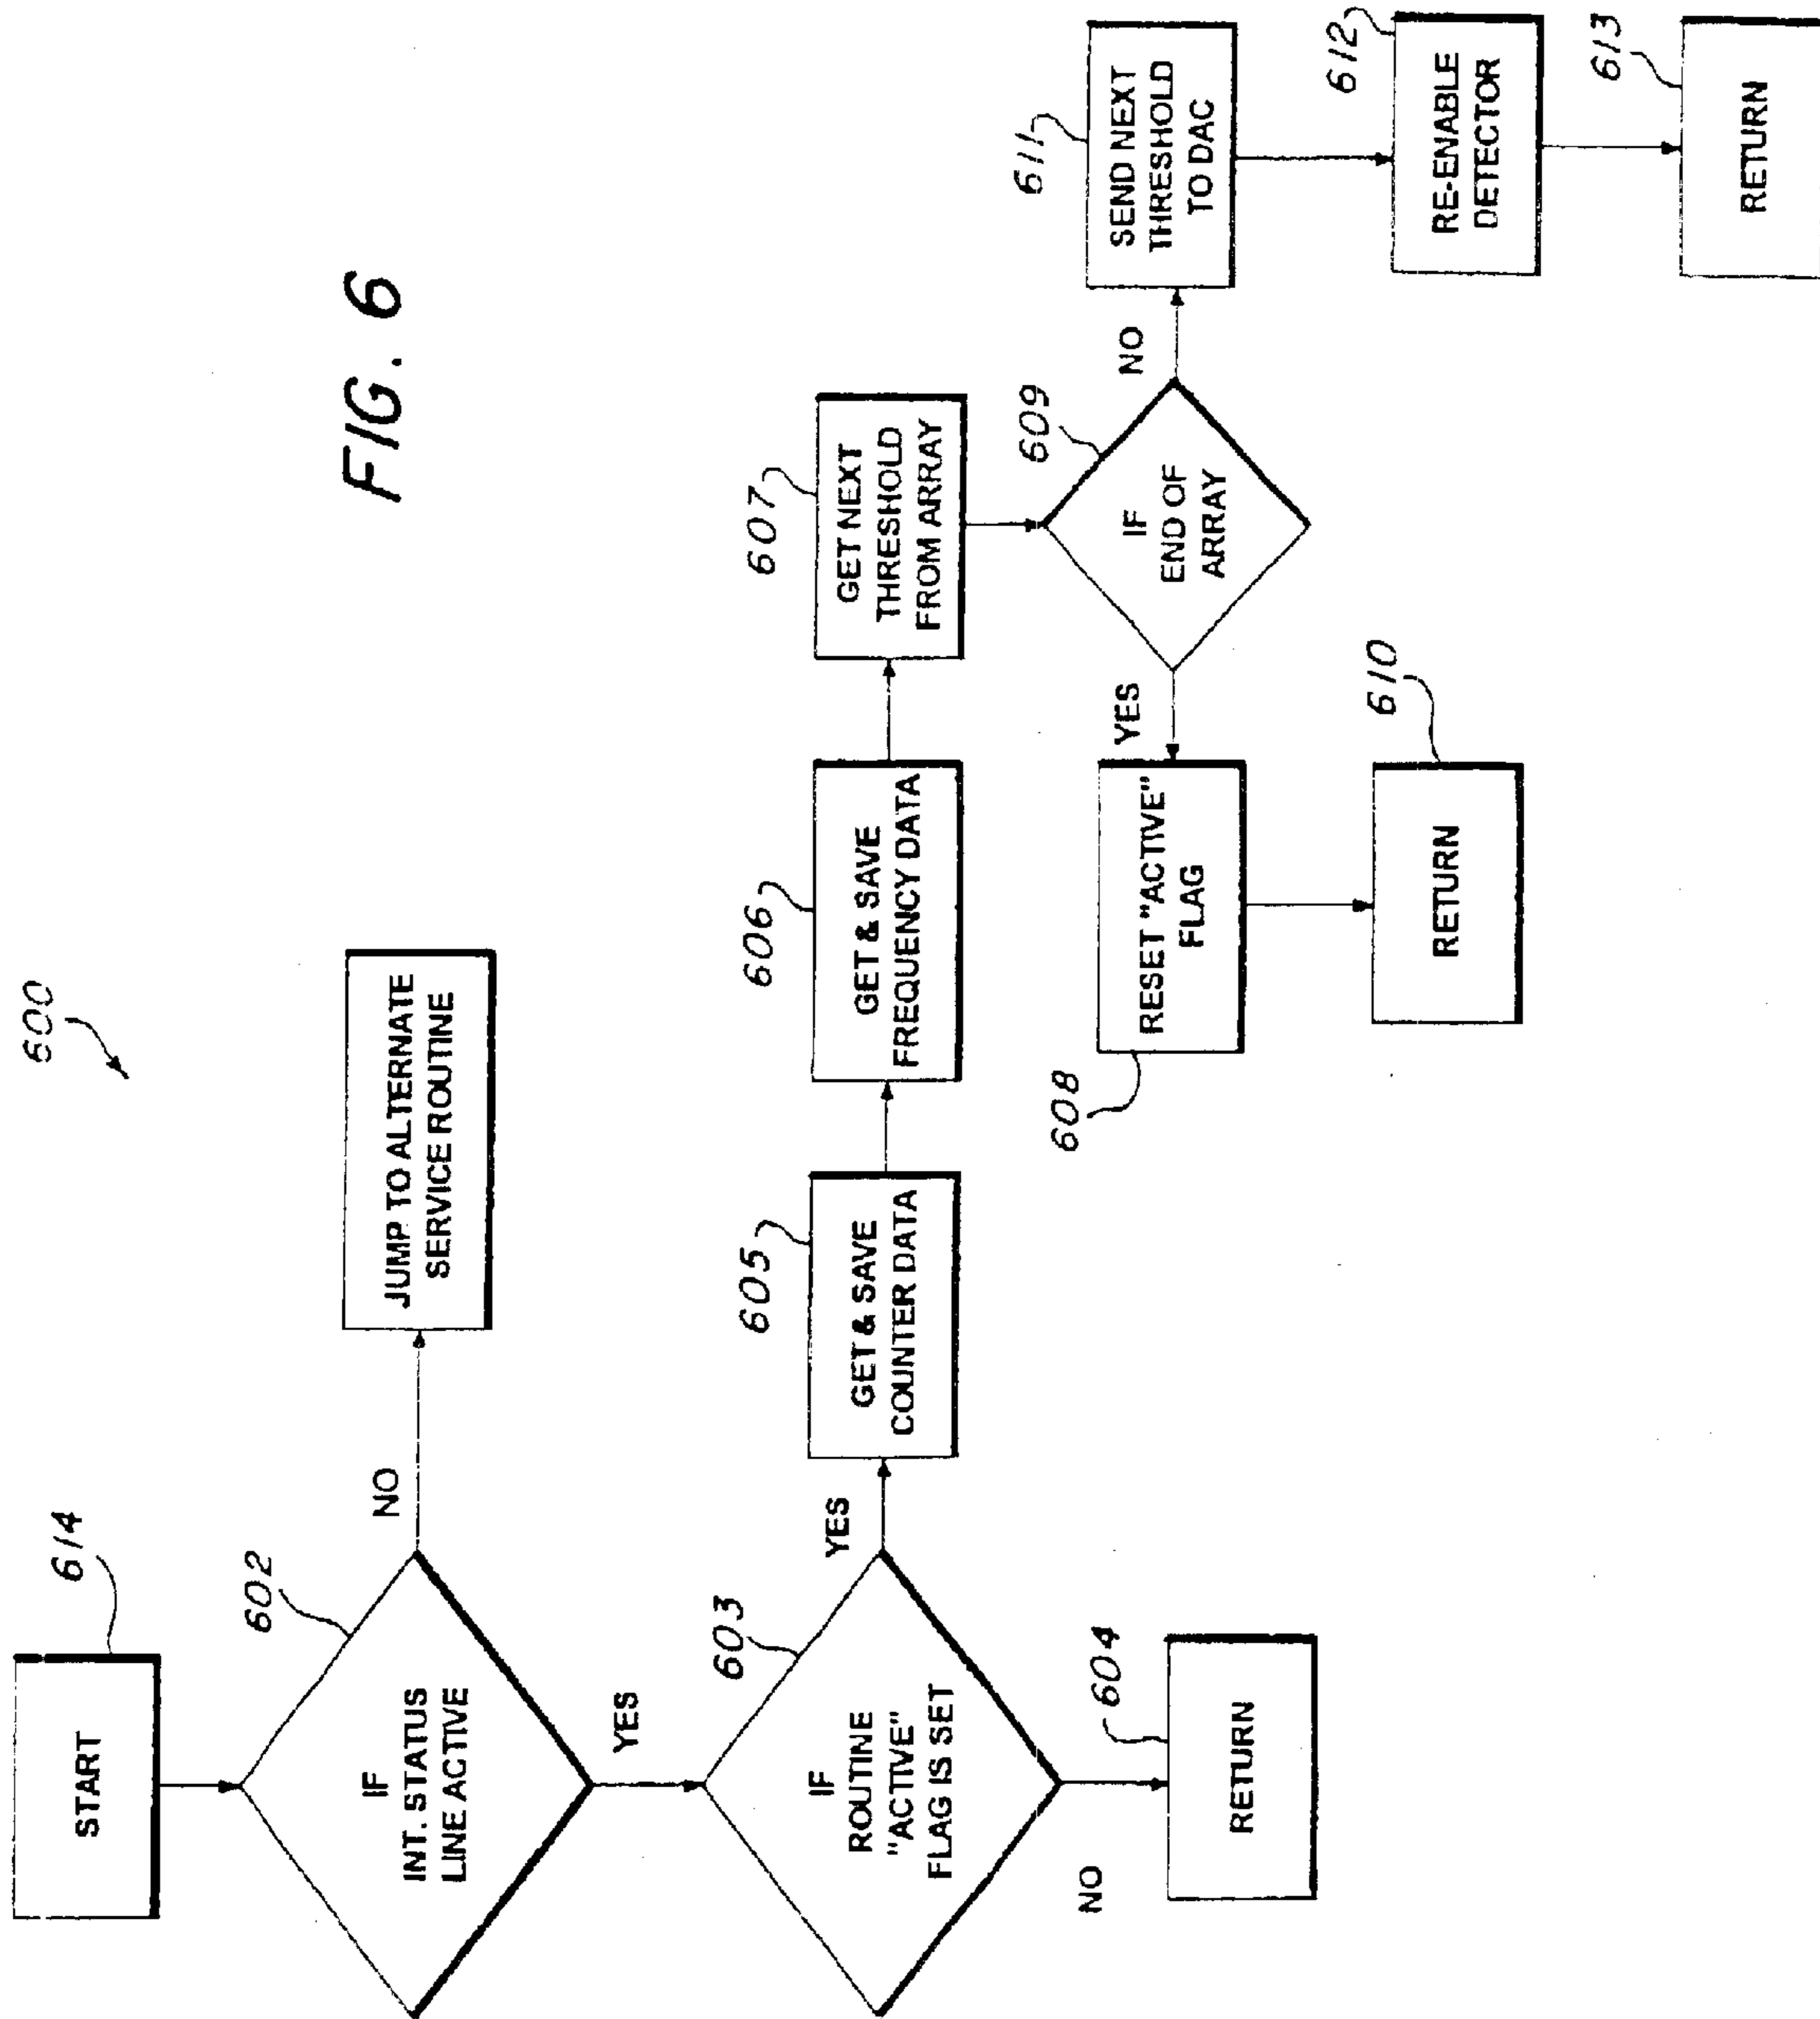 600
FIG. 6
614
START
602
IF
INT. STATUS
LINE ACTIVE
NO
JUMP TO ALTERNATE
SERVICE ROUTINE
YES
603
IF
ROUTINE
"ACTIVE"
FLAG IS SET
NO
604
RETURN
YES
605
GET & SAVE
COUNTER DATA
606
GET & SAVE
FREQUENCY DATA
607
GET NEXT
THRESHOLD
FROM ARRAY
609
IF
END OF
ARRAY
YES
608
RESET "ACTIVE"
FLAG
610
RETURN
NO
611
SEND NEXT
THRESHOLD
TO DAC
612
RE-ENABLE
DETECTOR
613
RETURN